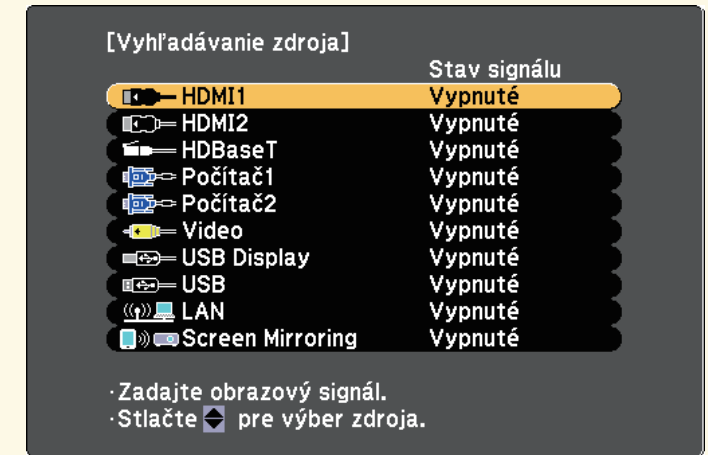 [Vyhľadávanie zdroja]
Stav signálu
HDMI1 Vypnuté
HDMI2 Vypnuté
HDBaseT Vypnuté
Počítač1 Vypnuté
Počítač2 Vypnuté
Video Vypnuté
USB Display Vypnuté
USB Vypnuté
LAN Vypnuté
Screen Mirroring Vypnuté
·Zadajte obrazový signál.
·Stlačte pre výber zdroja.